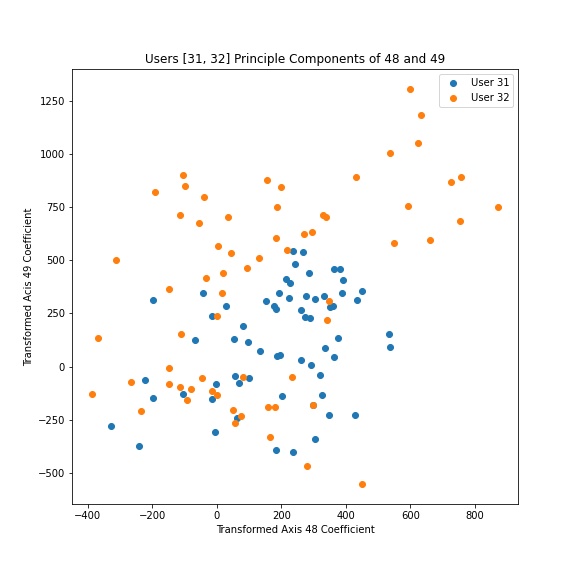 Users [31, 32] Principle Components of 48 and 49
User 31
User 32
1250
1000
750
500
250
0
−250
−500
Transformed Acis 49 Coefficient
−400 −200 0 200 400 600 800
Transformed Axis 48 Coefficient